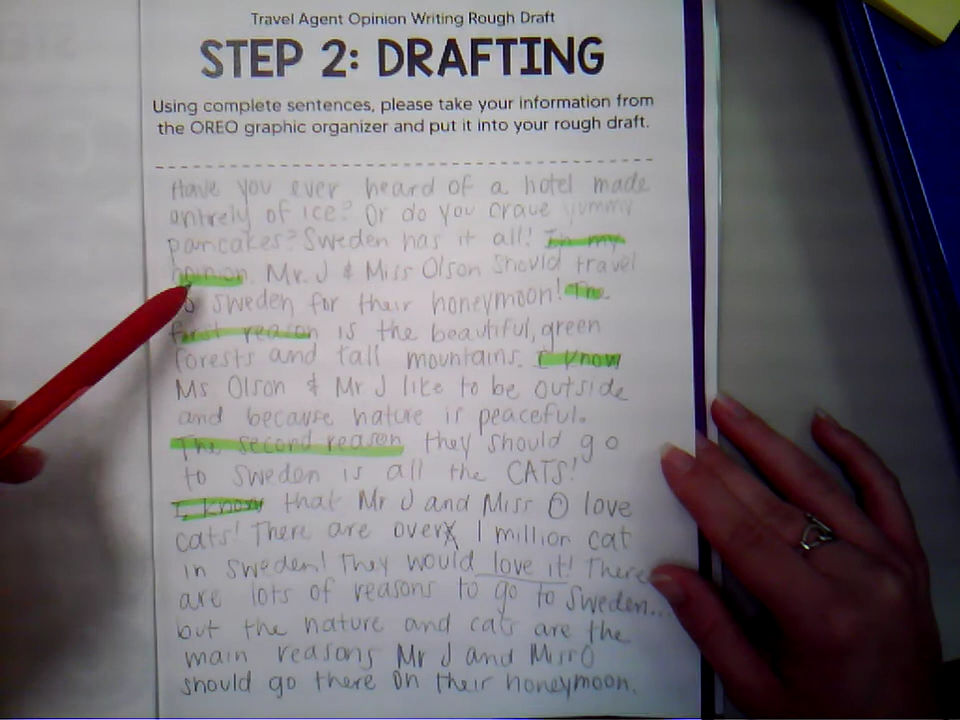 Travel Agent Opinion Writing Rough Draft
STEP 2: DRAFTING
Using complete sentences, please take your information from
the OREO graphic organizer and put it into your rough draft.
Have you ever heard of a hotel made
entirely of ice? Or do you crave yummy
pancakes? Sweden has it all! In my
opinion Mr. J & Miss Olson should travel
to sweden for their honeymoon! The
first reason is the beautiful, green
forests and tall mountains. I know
Ms Olson & Mr J like to be outside
and because nature is peaceful.
The second reason they should go
to Sweden is all the CATS!
I know that Mr J and Miss O love
cats! There are over 1 million cat
in Sweden! They would love it! There
are lots of reasons to go to Sweden...
but the nature and cats are the
main reasons Mr J and Miss O
should go there on their honeymoon.